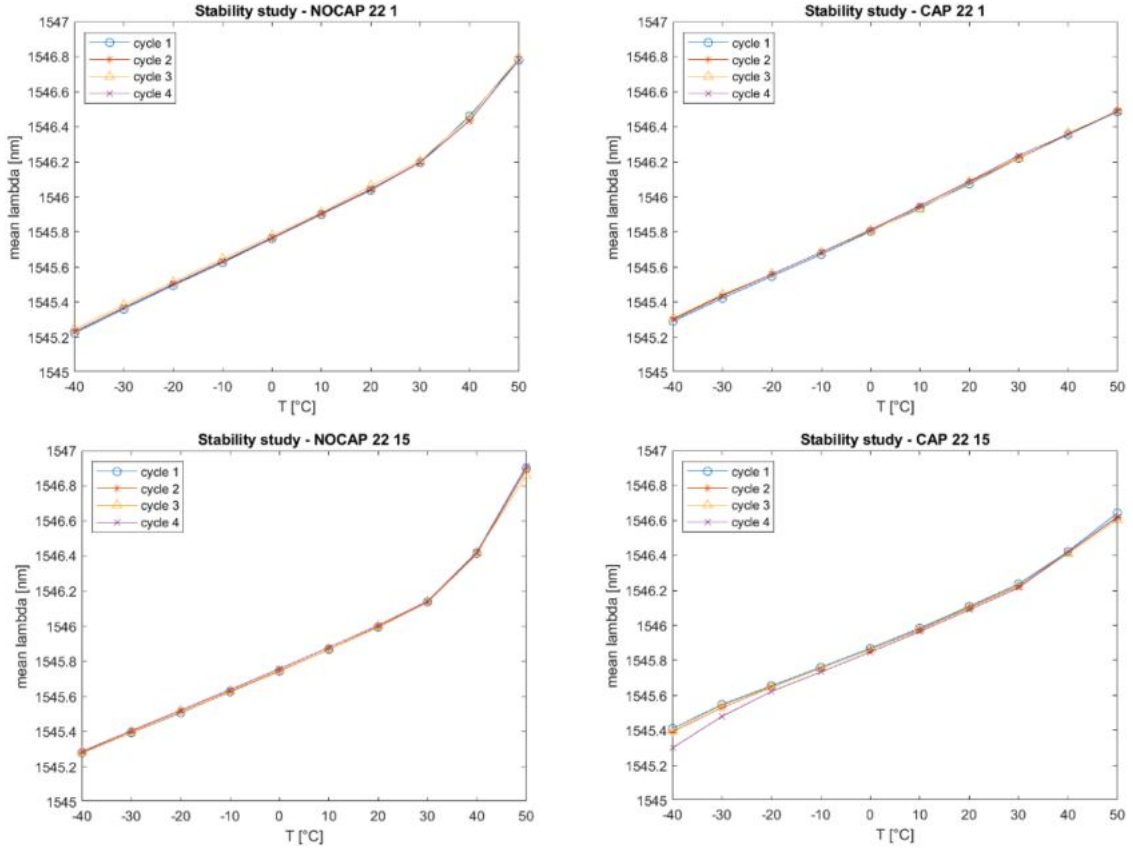 Stability study - NOCAP 22 1
1547
1546.8
1546.6
1546.4
1546.2
1546
1545.8
1545.6
1545.4
1545.2
1545
mean lambda [nm]
cycle 1
cycle 2
cycle 3
cycle 4
-40 -30 -20 -10 0 10 20 30 40 50
T [°C]
Stability study - CAP 22 1
1547
1546.8
1546.6
1546.4
1546.2
1546
1545.8
1545.6
1545.4
1545.2
1545
mean lambda [nm]
cycle 1
cycle 2
cycle 3
cycle 4
-40 -30 -20 -10 0 10 20 30 40 50
T [°C]
Stability study - NOCAP 22 15
1547
1546.8
1546.6
1546.4
1546.2
1546
1545.8
1545.6
1545.4
1545.2
1545
mean lambda [nm]
cycle 1
cycle 2
cycle 3
cycle 4
-40 -30 -20 -10 0 10 20 30 40 50
T [°C]
Stability study - CAP 22 15
1547
1546.8
1546.6
1546.4
1546.2
1546
1545.8
1545.6
1545.4
1545.2
1545
mean lambda [nm]
cycle 1
cycle 2
cycle 3
cycle 4
-40 -30 -20 -10 0 10 20 30 40 50
T [°C]